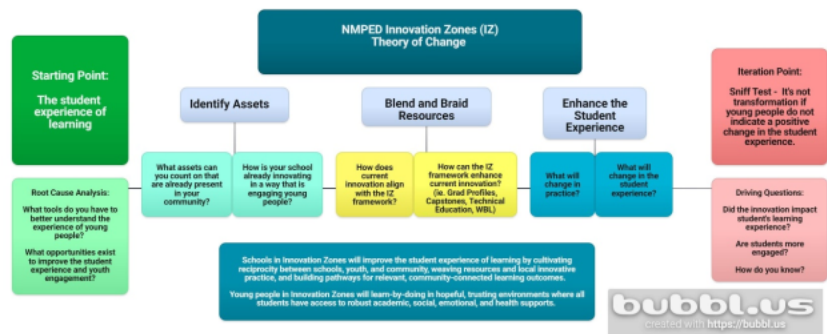 NMPED Innovation Zones (IZ)
Theory of Change
Starting Point:
The student
experience of
learning
Identify Assets
Blend and Braid
Resources
Enhance the
Student
Experience
Iteration Point:
Sniff Test - It's not
transformation if
young people do not
indicate a positive
change in the student
experience.
Root Cause Analysis:
What tools do you have to
better understand the
experience of young
people?
What opportunities exist
to improve the student
experience and youth
engagement?
What assets can
you count on that
are already present
in your
community?
How is your school
already innovating
in a way that is
engaging young
people?
How does
current
innovation align
with the IZ
framework?
How can the IZ
framework enhance
current innovation?
(ie. Grad Profiles,
Capstones, Technical
Education, WBL)
What will
change in
practice?
What will
change in the
student
experience?
Driving Questions:
Did the innovation impact
student's learning
experience?
Are students more
engaged?
How do you know?
Schools in Innovation Zones will improve the student experience of learning by cultivating
reciprocity between schools, youth, and community, weaving resources and local innovative
practice, and building pathways for relevant, community-connected learning outcomes.
Young people in Innovation Zones will learn-by-doing in hopeful, trusting environments where all
students have access to robust academic, social, emotional, and health supports.
bubbl.us
created with https://bubbl.us